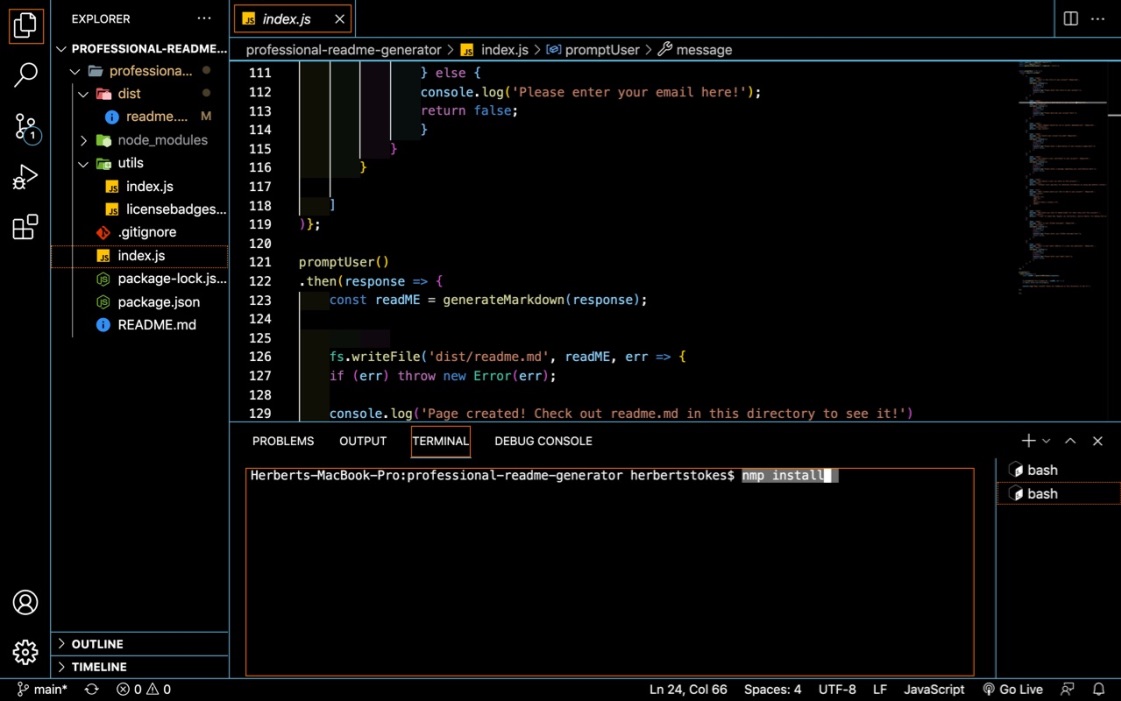 EXPLORER
PROFESSIONAL-README...
professiona...
dist
readme.... M
node_modules
utils
index.js
licensebadges...
.gitignore
index.js
package-lock.js...
package.json
README.md
OUTLINE
TIMELINE
1
index.js
professional-readme-generator > index.js > promptUser > message
111 } else {
112 console.log('Please enter your email here!');
113 return false;
114 }
115 }
116 }
117
118 ]
119 )};
120
121 promptUser()
122 .then(response => {
123 const readME = generateMarkdown(response);
124
125
126 fs.writeFile('dist/readme.md', readME, err => {
127 if (err) throw new Error(err);
128
129 console.log('Page created! Check out readme.md in this directory to see it!')
PROBLEMS OUTPUT TERMINAL DEBUG CONSOLE
Herberts-MacBook-Pro:professional-readme-generator herbertstokes$ nmp install
bash
bash
main* 0 0 Ln 24, Col 66 Spaces: 4 UTF-8 LF JavaScript Go Live